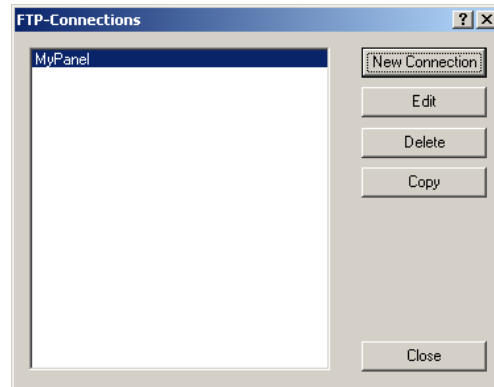 FTP-Connections
MyPanel
New Connection
Edit
Delete
Copy
Close